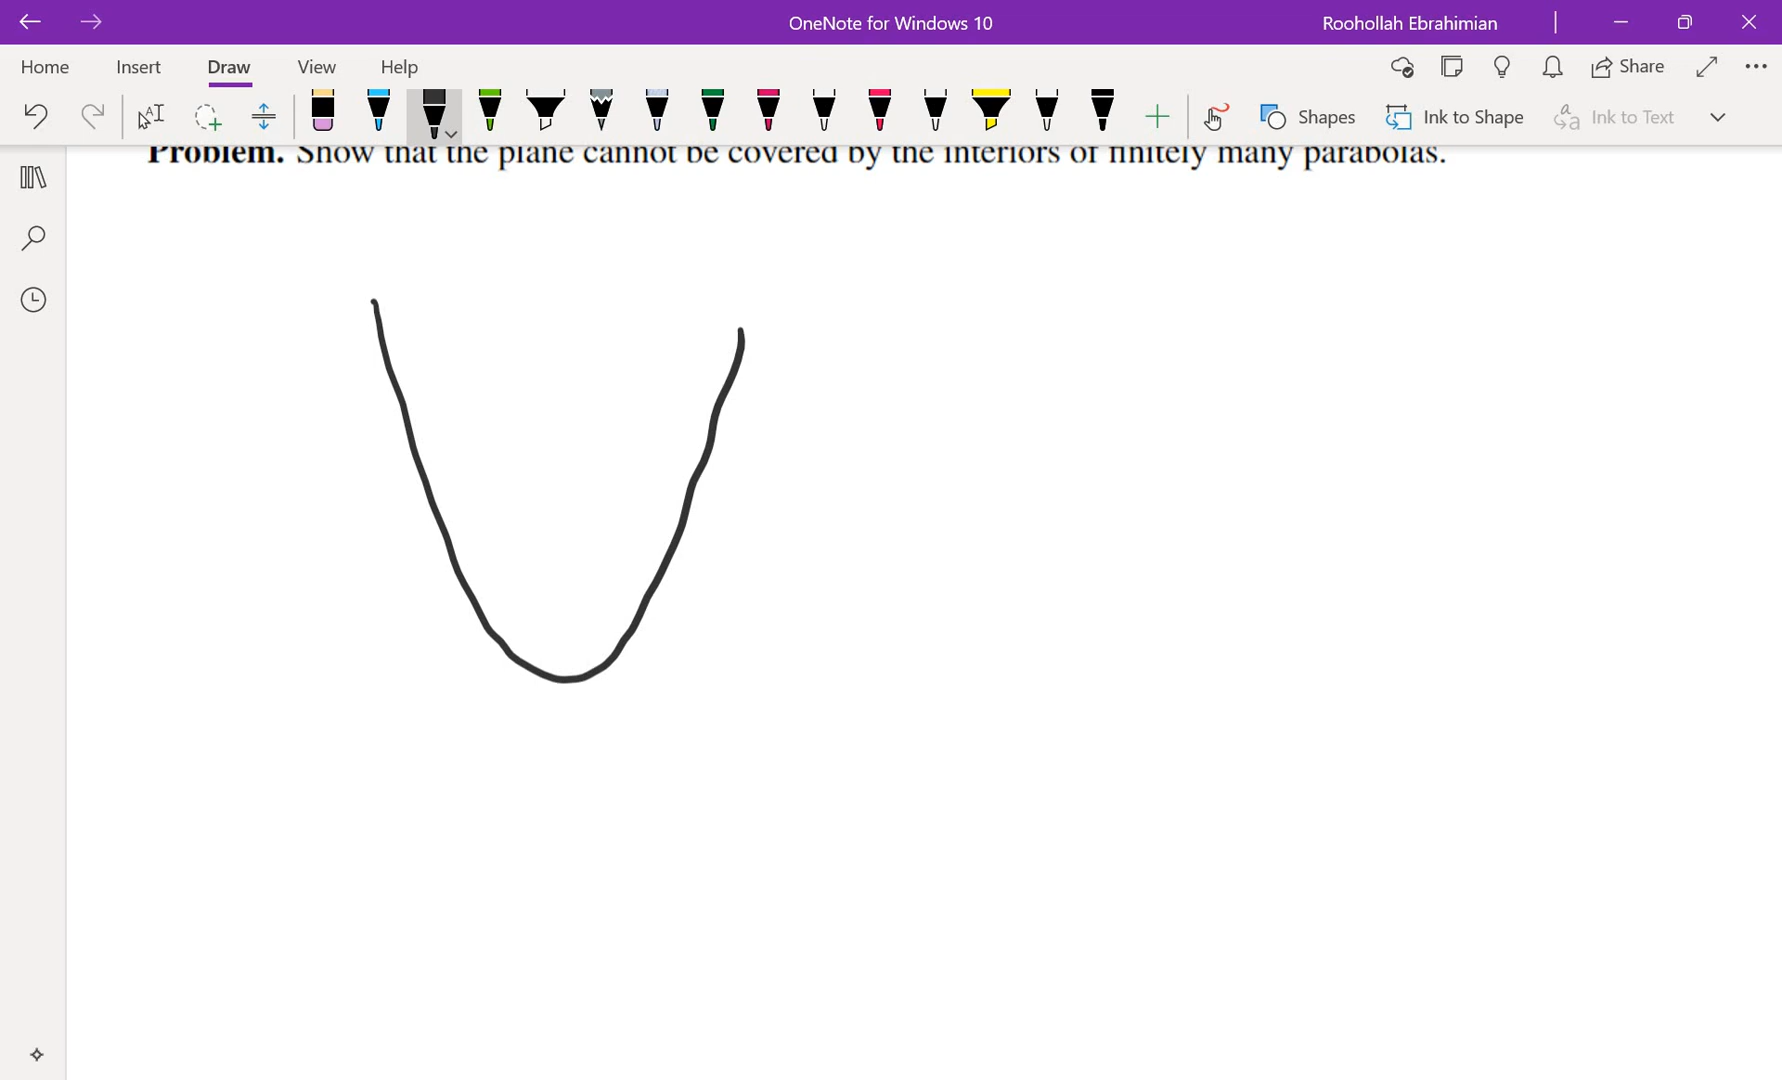 OneNote for Windows 10
Roohollah Ebrahimian
Home Insert Draw View Help
Share
Shapes
Ink to Shape
Ink to Text
Problem. Show that the plane cannot be covered by the interiors of finitely many parabolas.